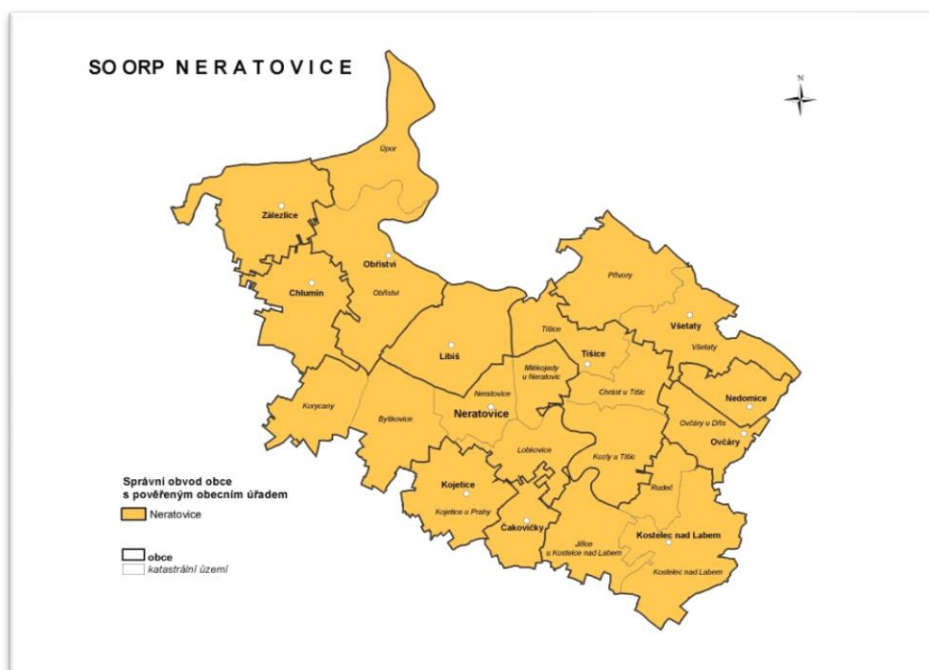 SO ORP N E R A T O V I C E
N
Úpor
Zálezlice
Obříství
Chlumín
Obříství
Přívory
Všetaty
Tišice
Všetaty
Libiš
Tišice
Mlékojedy
u Neratovic
Chrást u Tišic
Nedomice
Korycany
Neratovice
Neratovice
Byškovice
Ovčáry u Dřís
Ovčáry
Lobkovice
Kozly u Tišic
Kojetice
Rudeč
Kojetice u Prahy
Čakovičky
Jiřice
u Kostelce nad Labem
Kostelec nad Labem
Kostelec nad Labem
Správní obvod obce
s pověřeným obecním úřadem
Neratovice
obce
katastrální území